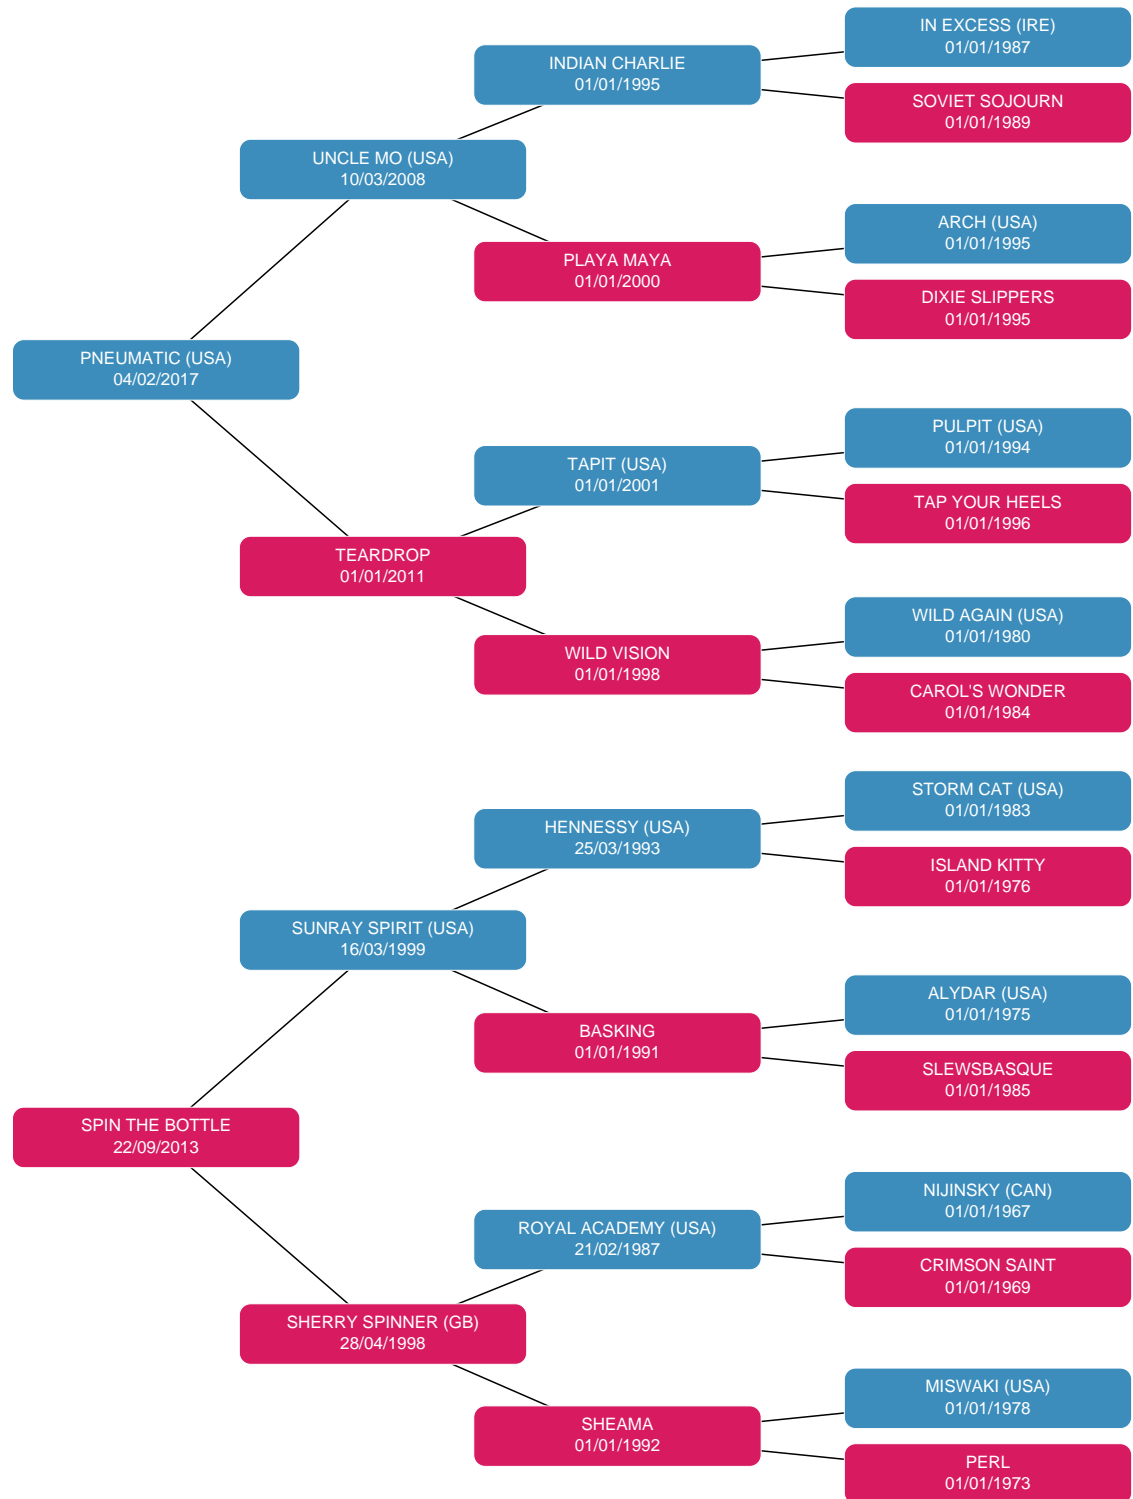 IN EXCESS (IRE)
01/01/1987
INDIAN CHARLIE
01/01/1995
SOVIET SOJOURN
01/01/1989
UNCLE MO (USA)
10/03/2008
ARCH (USA)
01/01/1995
PLAYA MAYA
01/01/2000
DIXIE SLIPPERS
01/01/1995
PNEUMATIC (USA)
04/02/2017
PULPIT (USA)
01/01/1994
TAPIT (USA)
01/01/2001
TAP YOUR HEELS
01/01/1996
TEARDROP
01/01/2011
WILD AGAIN (USA)
01/01/1980
WILD VISION
01/01/1998
CAROL'S WONDER
01/01/1984
STORM CAT (USA)
01/01/1983
HENNESSY (USA)
25/03/1993
ISLAND KITTY
01/01/1976
SUNRAY SPIRIT (USA)
16/03/1999
ALYDAR (USA)
01/01/1975
BASKING
01/01/1991
SLEWSBASQUE
01/01/1985
SPIN THE BOTTLE
22/09/2013
NIJINSKY (CAN)
01/01/1967
ROYAL ACADEMY (USA)
21/02/1987
CRIMSON SAINT
01/01/1969
SHERRY SPINNER (GB)
28/04/1998
MISWAKI (USA)
01/01/1978
SHEAMA
01/01/1992
PERL
01/01/1973